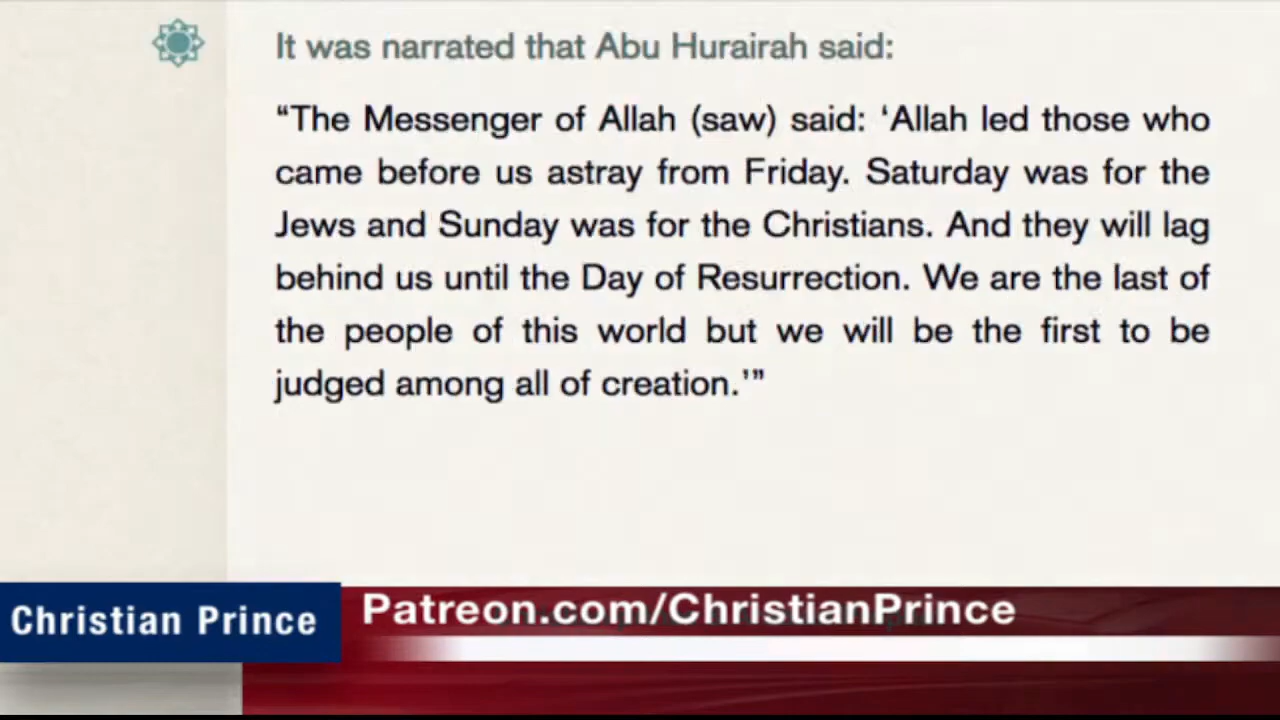 It was narrated that Abu Hurairah said:
“The Messenger of Allah (saw) said: ‘Allah led those who
came before us astray from Friday. Saturday was for the
Jews and Sunday was for the Christians. And they will lag
behind us until the Day of Resurrection. We are the last of
the people of this world but we will be the first to be
judged among all of creation.’”
Christian Prince
Patreon.com/ChristianPrince